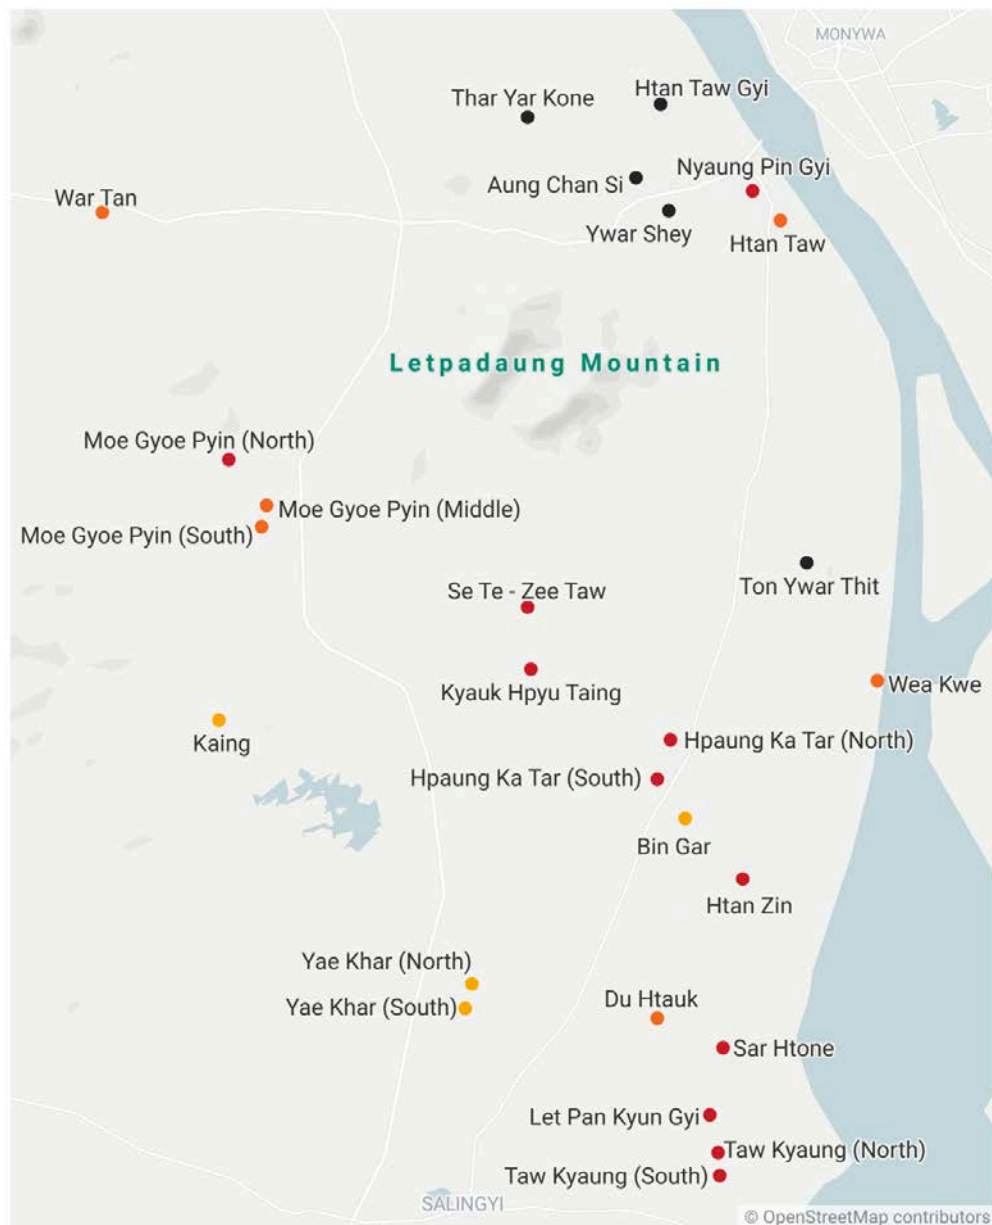 MONYWA
Htan Taw Gyi
Thar Yar Kone
Nyaung Pin Gyi
Aung Chan Si
War Tan
Ywar Shey
Htan Taw
Letpadaung Mountain
Moe Gyoe Pyin (North)
Moe Gyoe Pyin (Middle)
Moe Gyoe Pyin (South)
Ton Ywar Thit
Se Te - Zee Taw
Wea Kwe
Kyauk Hpyu Taing
Hpaung Ka Tar (North)
Kaing
Hpaung Ka Tar (South)
Bin Gar
Htan Zin
Yae Khar (North)
Du Htauk
Yae Khar (South)
Sar Htone
Let Pan Kyun Gyi
Taw Kyaung (North)
Taw Kyaung (South)
SALINGYI
© OpenStreetMap contributors